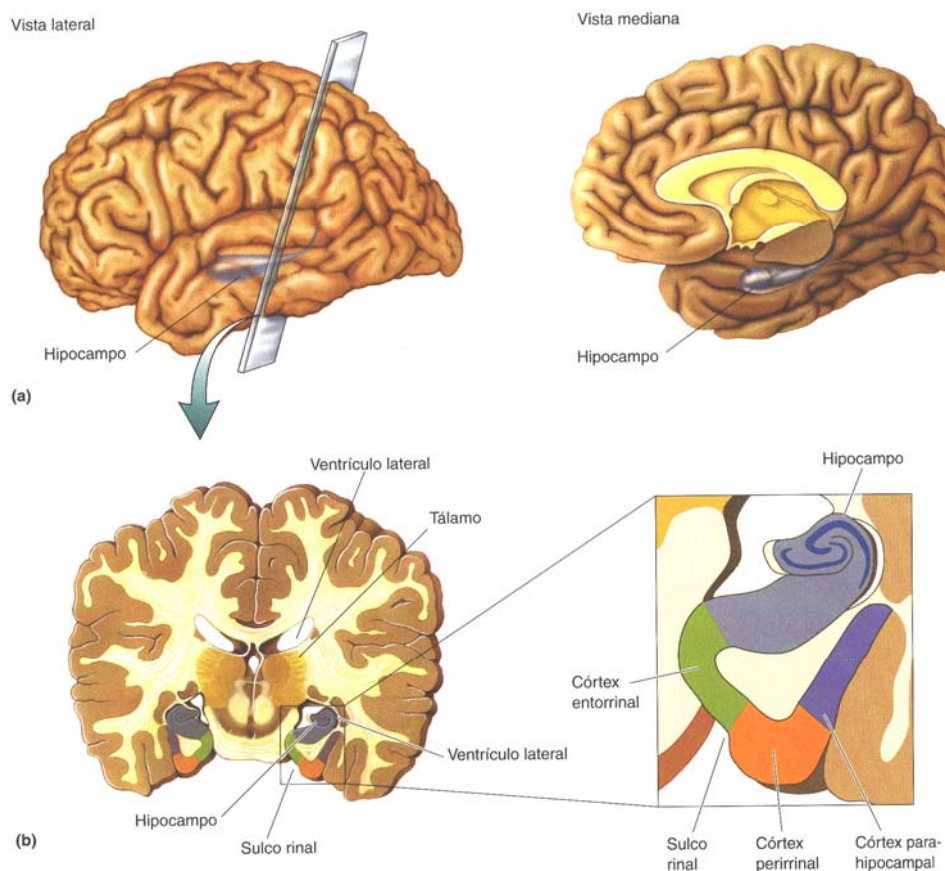 Vista lateral
Vista mediana
Hipocampo
Hipocampo
(a)
Ventrículo lateral
Tálamo
Hipocampo
Córtex
entorrinal
Ventrículo lateral
Hipocampo
Sulco rinal
(b)
Sulco
rinal
Córtex
perirrinal
Córtex para-
hipocampal